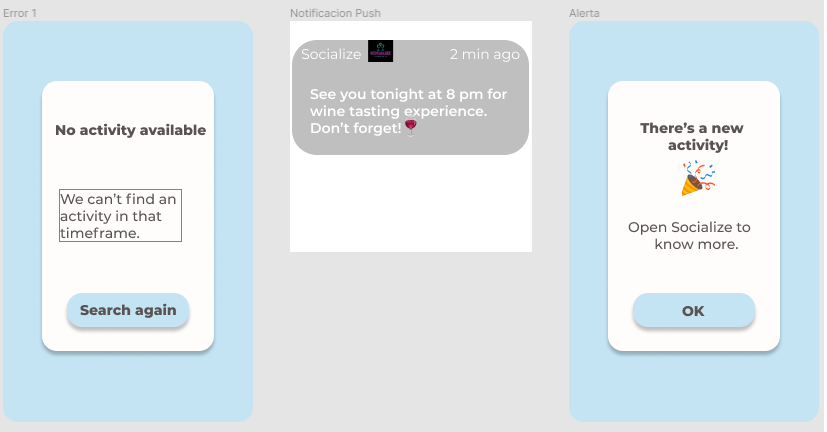 Error 1
No activity available
We can't find an
activity in that
timeframe.
Search again
Notificacion Push
Socialize
2 min ago
See you tonight at 8 pm for
wine tasting experience.
Don't forget!
Alerta
There's a new
activity!
Open Socialize to
know more.
OK